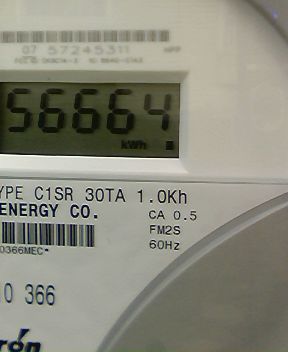 07 57245311
56664
kWh
YPE C1SR 30TA 1.0Kh
ENERGY CO.
CA 0.5
FM2S
60Hz
0366MEC*
0 366
rón